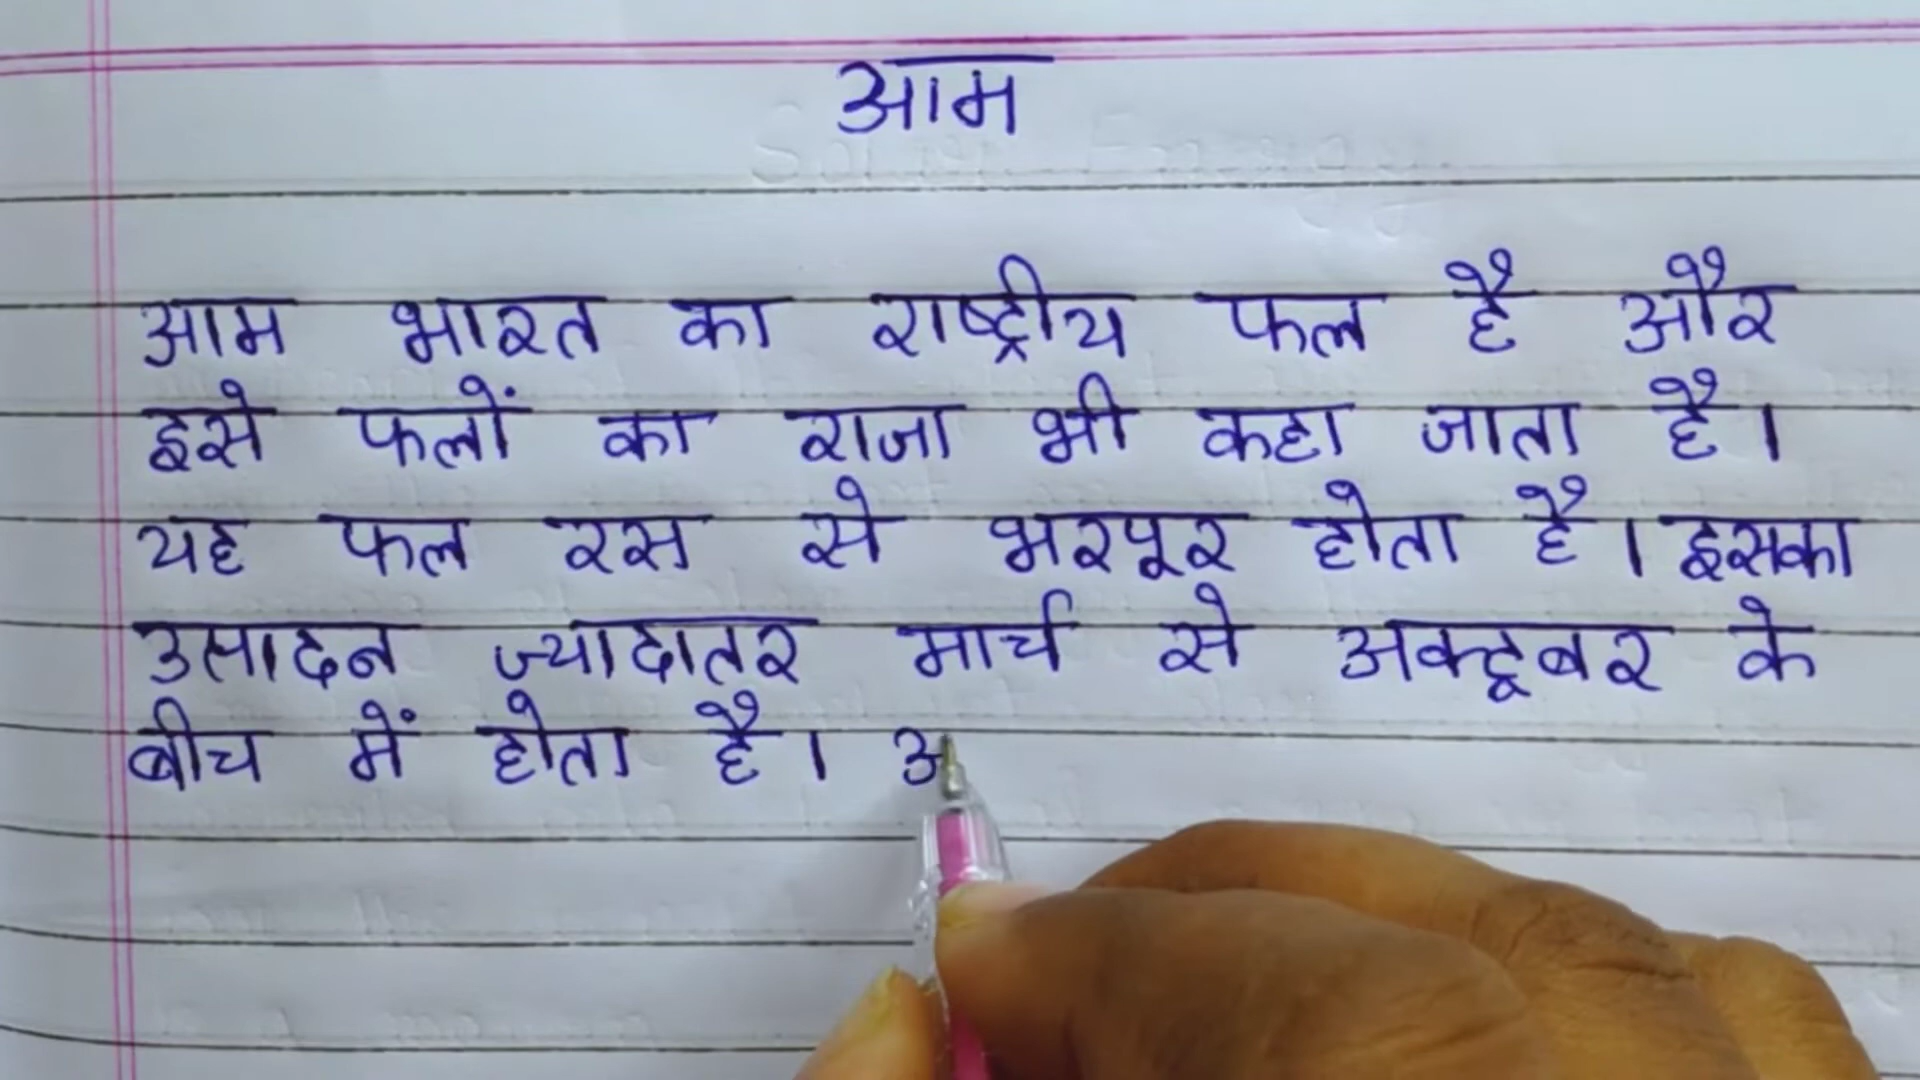 आम
आम भारत का राष्ट्रीय फल है और
इसे फलों का राजा भी कहा जाता है।
यह फल रस से भरपूर होता है। इसका
उत्पादन ज्यादातर मार्च से अक्टूबर के
बीच में होता है। अ